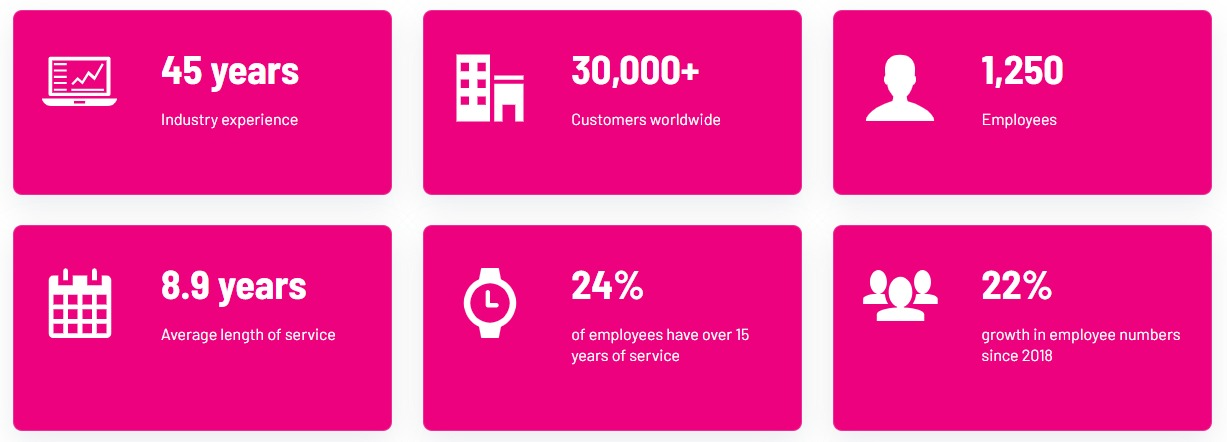 45 years
Industry experience
30,000+
Customers worldwide
1,250
Employees
8.9 years
Average length of service
24%
of employees have over 15
years of service
22%
growth in employee numbers
since 2018